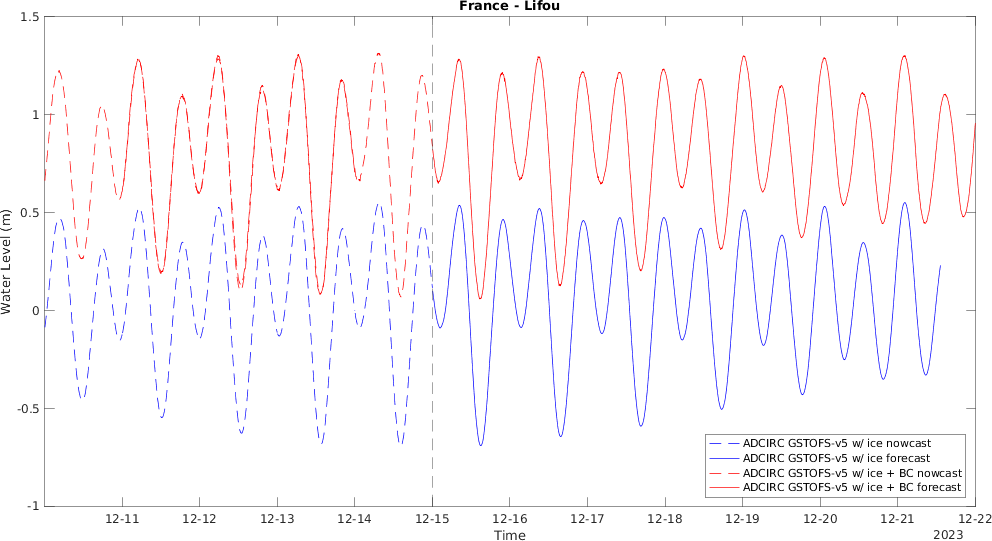 France - Lifou
1.5
1
0.5
0
-0.5
-1
Water Level (m)
ADCIRC GSTOFS-v5 w/ ice nowcast
ADCIRC GSTOFS-v5 w/ ice forecast
ADCIRC GSTOFS-v5 w/ ice + BC nowcast
ADCIRC GSTOFS-v5 w/ ice + BC forecast
12-11 12-12 12-13 12-14 12-15 12-16 12-17 12-18 12-19 12-20 12-21 12-22
Time
2023